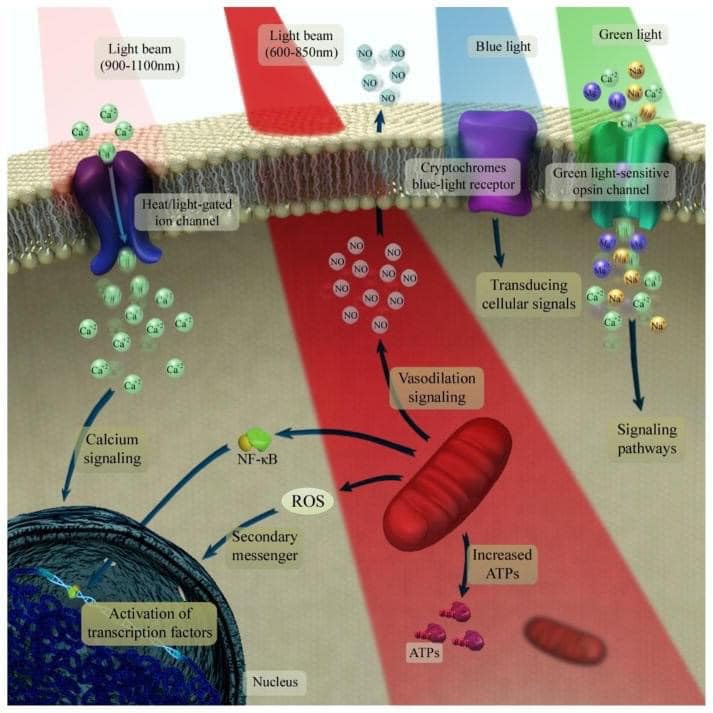 Light beam
(900-1100nm)
Light beam
(600-850nm)
Blue light
Green light
NO
NO
NO
NO
NO
Ca+2
Na+
Na+
Ca+2
Na+
Ca+2
Ca+2
Ca+2
Cryptochromes
blue-light receptor
Green light-sensitive
opsin channel
Heat/light-gated
ion channel
NO
NO
NO
NO
NO
NO
NO
NO
NO
NO
NO
Transducing
cellular signals
Na+
Na+
Ca+2
Ca+2
Na+
Ca+2
Ca+2
Na+
Ca+2
Ca+2
Ca+2
Ca+2
Ca+2
Ca+2
Ca+2
Ca+2
Ca+2
Vasodilation
signaling
Signaling
pathways
Calcium
signaling
NF-κB
ROS
Secondary
messenger
Increased
ATPs
Activation of
transcription factors
ATPs
Nucleus